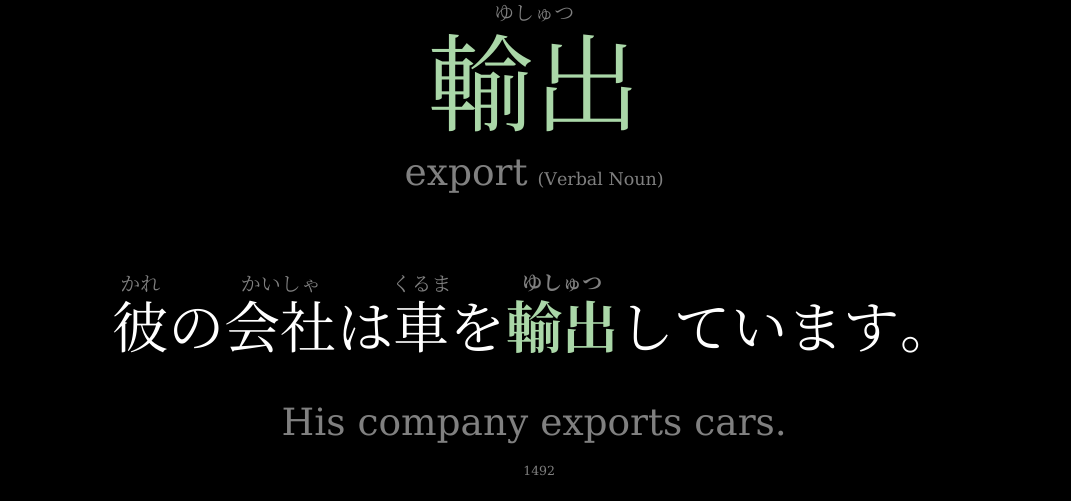 ゆしゅつ
輸出
export (Verbal Noun)
かれ かいしゃ くるま ゆしゅつ
彼の会社は車を輸出しています。
His company exports cars.
1492